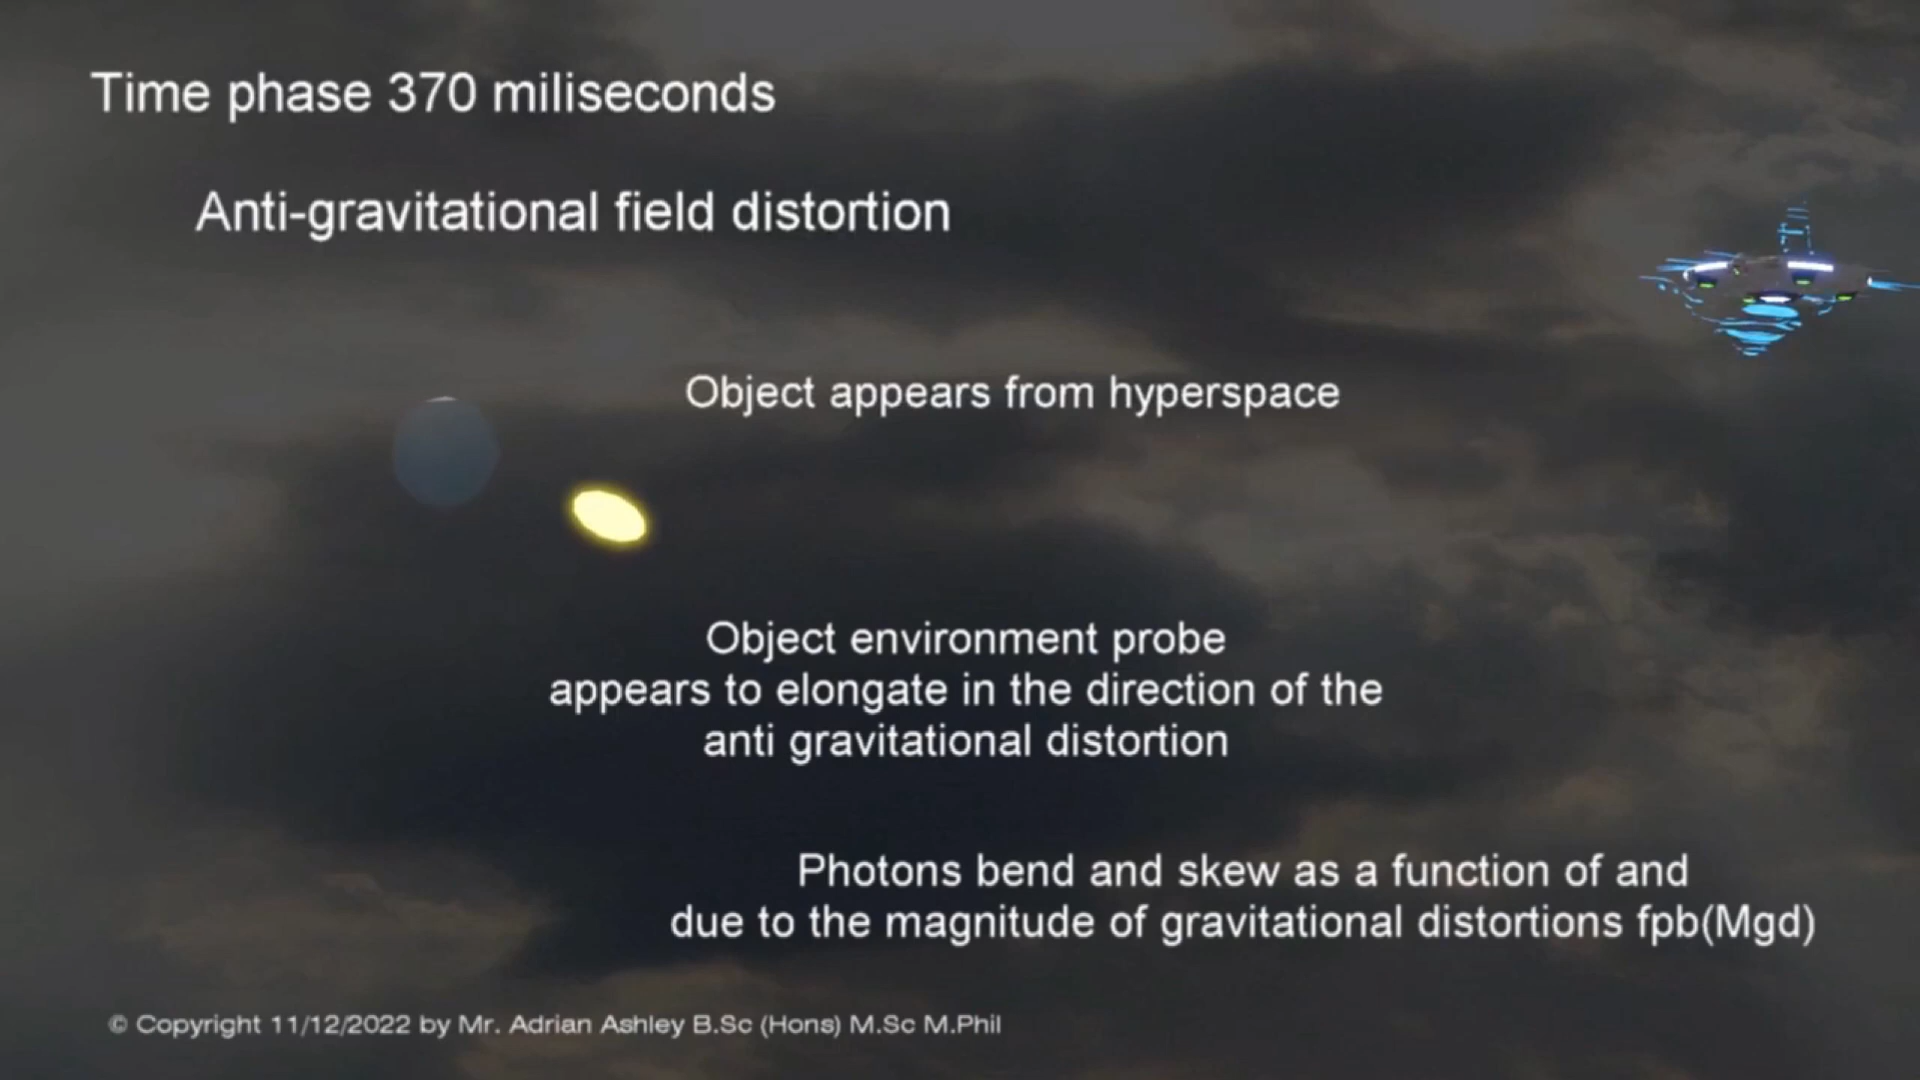 Time phase 370 miliseconds
Anti-gravitational field distortion
Object appears from hyperspace
Object environment probe
appears to elongate in the direction of the
anti gravitational distortion
Photons bend and skew as a function of and
due to the magnitude of gravitational distortions fpb(Mgd)
© Copyright 11/12/2022 by Mr. Adrian Ashley B.Sc (Hons) M.Sc M.Phil